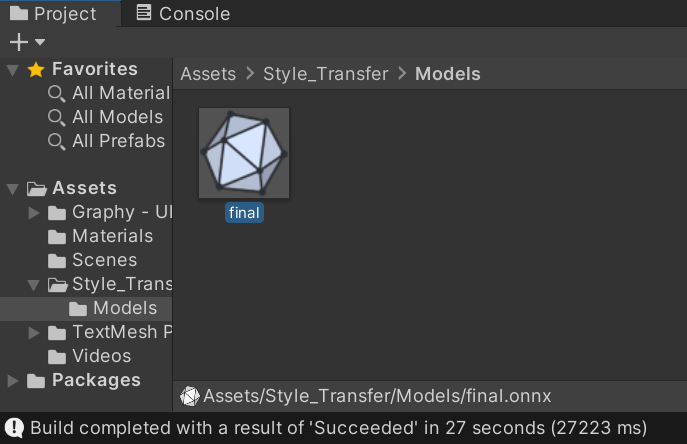 Project Console
Favorites
All Material
All Models
All Prefabs
Assets
Graphy - UI
Materials
Scenes
Style_Trans
Models
TextMesh P
Videos
Packages
Assets > Style_Transfer > Models
final
Assets/Style_Transfer/Models/final.onnx
Build completed with a result of 'Succeeded' in 27 seconds (27223 ms)